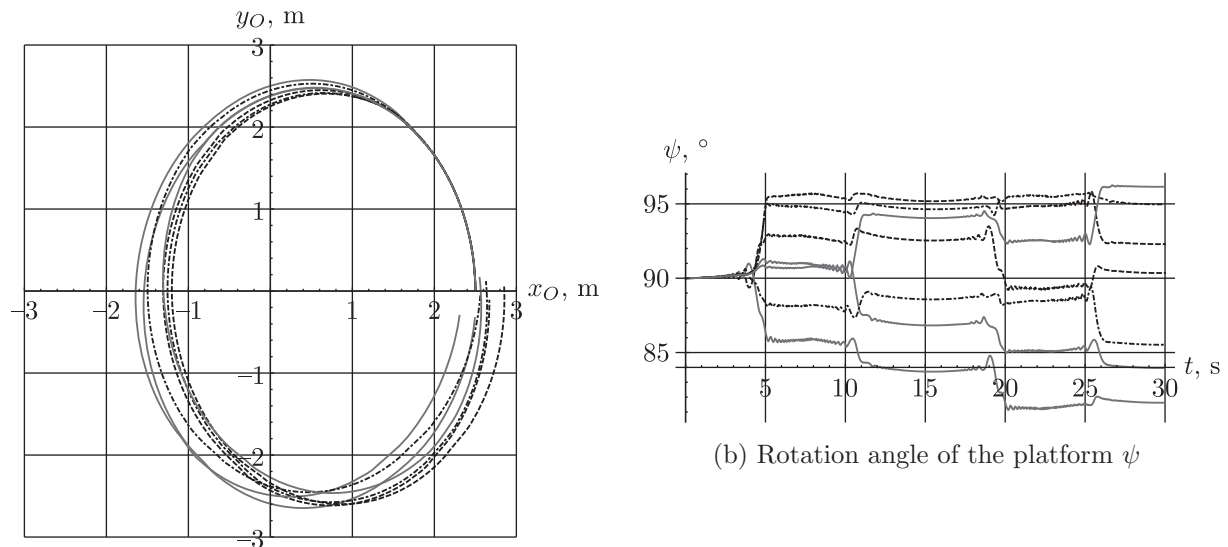 y_O, m
3
2
1
−3 −2 −1 1 2 3 x_O, m
−1
−2
−3
ψ, °
95
90
85
5 10 15 20 25 30 t, s
(b) Rotation angle of the platform ψ